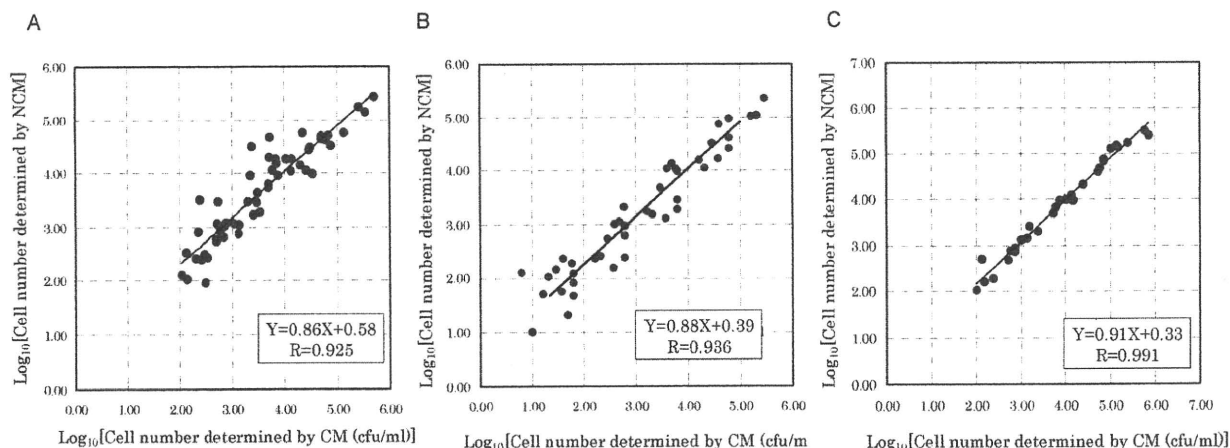 A
Log10[Cell number determined by NCM]
6.00
5.00
4.00
3.00
2.00
1.00
0.00
0.00 1.00 2.00 3.00 4.00 5.00 6.00
Y=0.86X+0.58
R=0.925
Log10[Cell number determined by CM (cfu/ml)]
B
Log10[Cell number determined by NCM]
6.00
5.00
4.00
3.00
2.00
1.00
0.00
0.00 1.00 2.00 3.00 4.00 5.00 6.0
Y=0.88X+0.39
R=0.936
Log10[Cell number determined by CM (cfu/m
C
Log10[Cell number determined by NCM]
7.00
6.00
5.00
4.00
3.00
2.00
1.00
0.00
0.00 1.00 2.00 3.00 4.00 5.00 6.00 7.00
Y=0.91X+0.33
R=0.991
Log10[Cell number determined by CM (cfu/ml)]